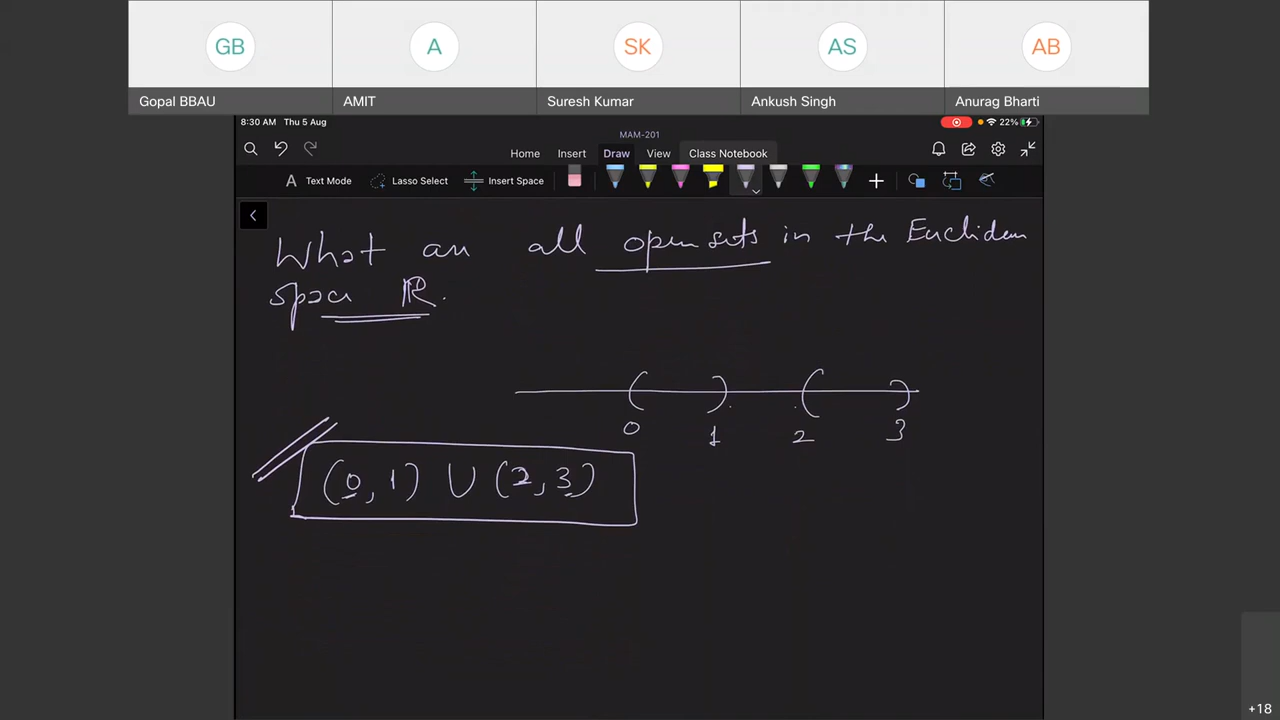 GB A SK AS AB
Gopal BBAU AMIT Suresh Kumar Ankush Singh Anurag Bharti
8:30 AM Thu 5 Aug 22%
MAM-201
Home Insert Draw View Class Notebook
A Text Mode Lasso Select Insert Space
What are all open sets in the Euclidean
space ℝ.
0 1 2 3
(0, 1) ∪ (2, 3)
+18